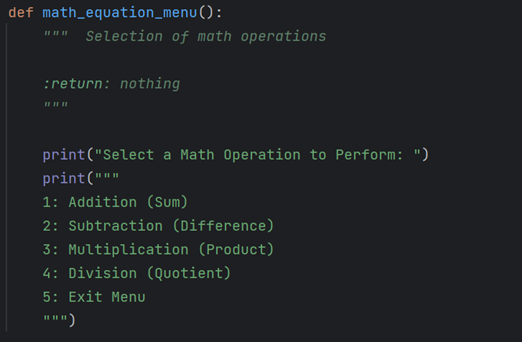 def math_equation_menu():
    """  Selection of math operations

    :return: nothing
    """

    print("Select a Math Operation to Perform: ")
    print("""
    1: Addition (Sum)
    2: Subtraction (Difference)
    3: Multiplication (Product)
    4: Division (Quotient)
    5: Exit Menu
    """)